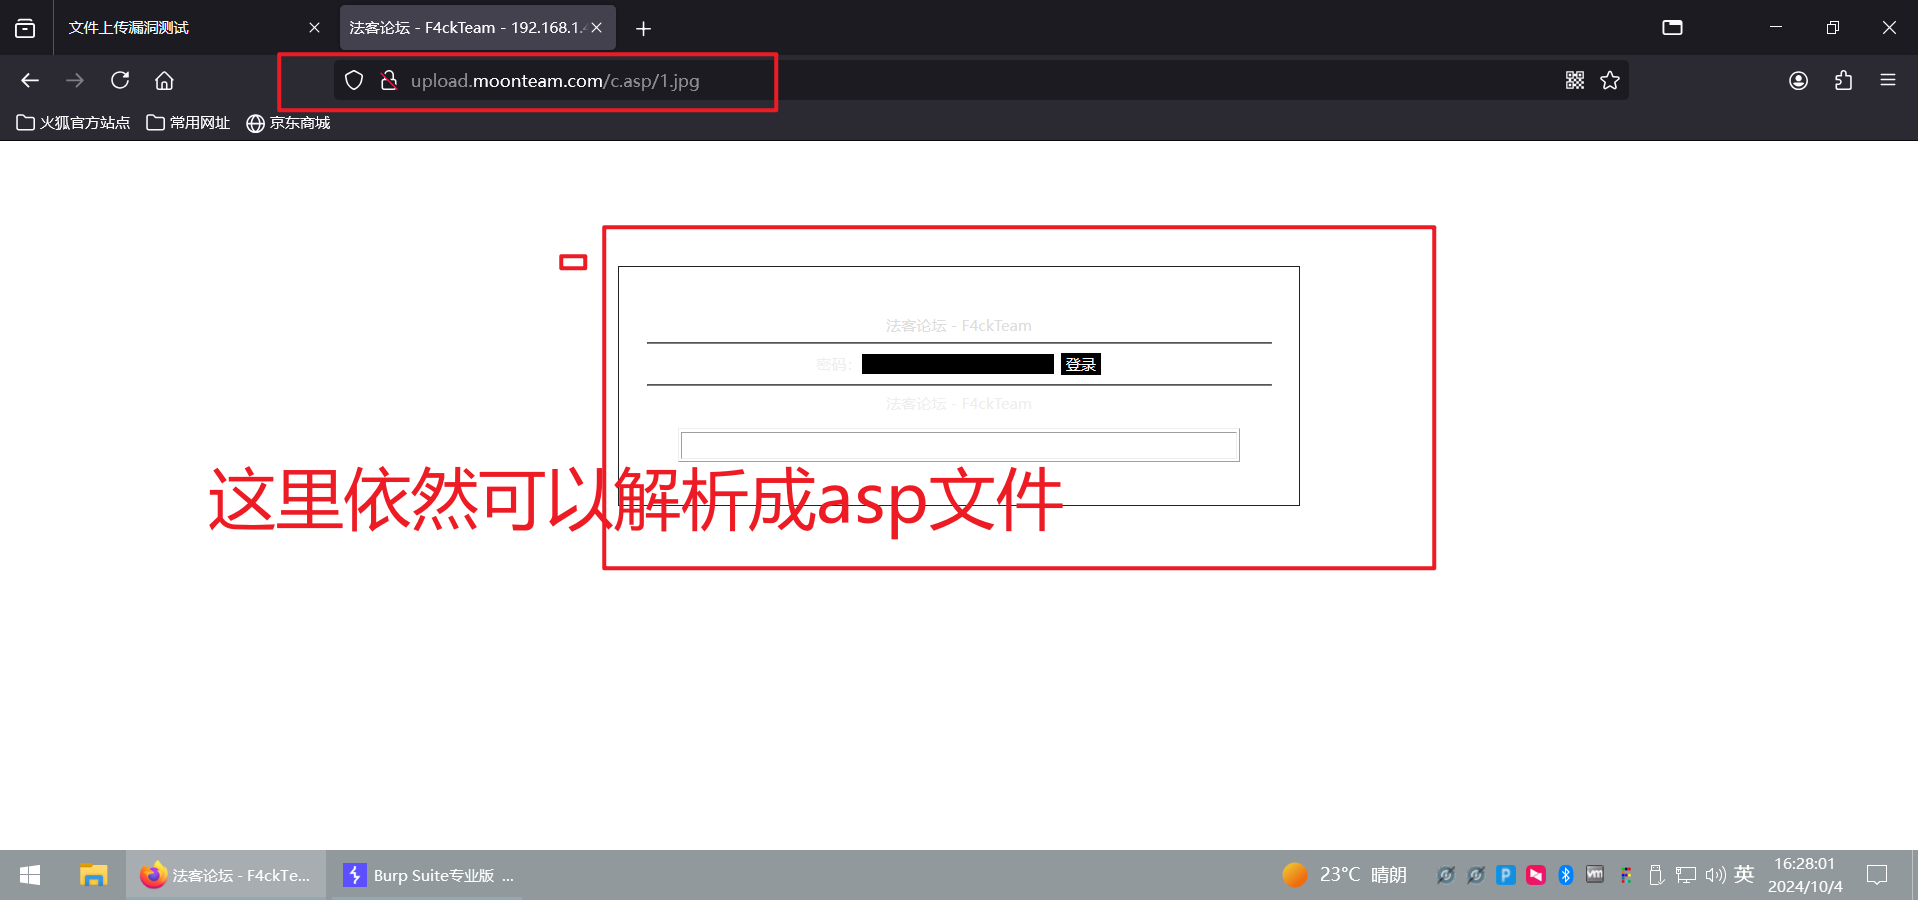 文件上传漏洞测试
法客论坛 - F4ckTeam - 192.168.1.
upload.moonteam.com/c.asp/1.jpg
火狐官方站点 常用网址 京东商城
法客论坛 - F4ckTeam
密码: 登录
法客论坛 - F4ckTeam
这里依然可以解析成asp文件
法客论坛 - F4ckTe...
Burp Suite专业版 ...
23°C 晴朗
英
16:28:01
2024/10/4